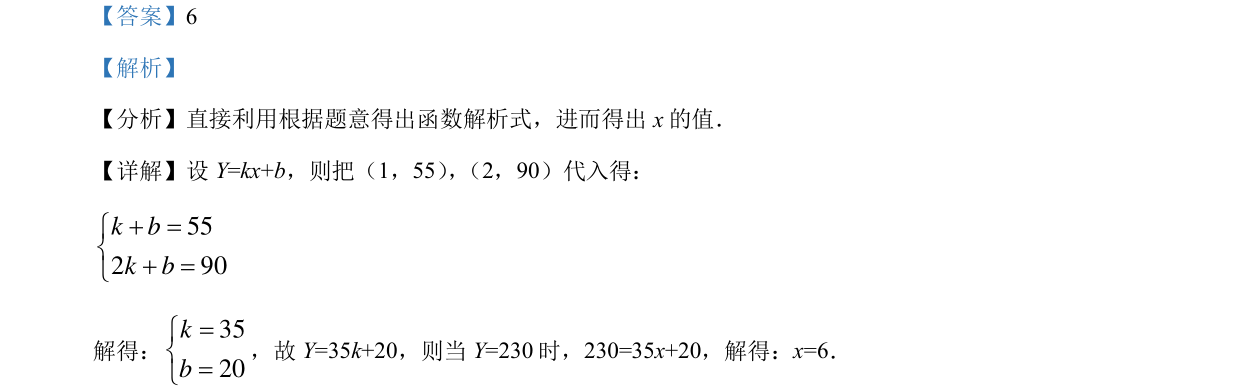 【答案】6
【解析】
【分析】直接利用根据题意得出函数解析式，进而得出 x 的值．
【详解】设 Y=kx+b，则把（1，55），（2，90）代入得：
{k+b=55
2k+b=90
解得：{k=35 b=20，故 Y=35k+20，则当 Y=230 时，230=35x+20，解得：x=6．